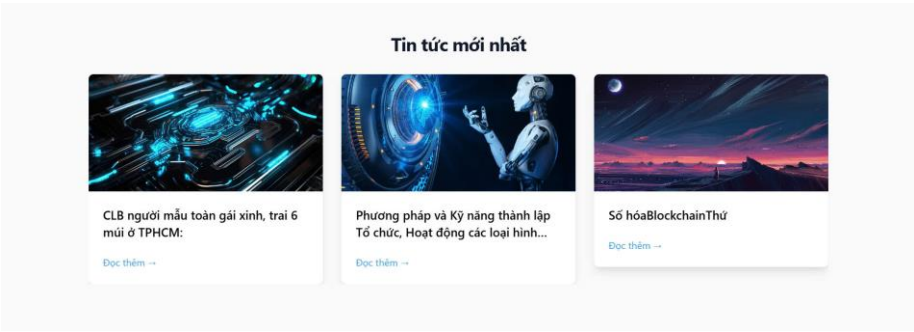 Tin tức mới nhất
CLB người mẫu toàn gái xinh, trai 6
múi ở TPHCM:
Đọc thêm →
Phương pháp và Kỹ năng thành lập
Tổ chức, Hoạt động các loại hình...
Đọc thêm →
Số hóaBlockchainThứ
Đọc thêm →